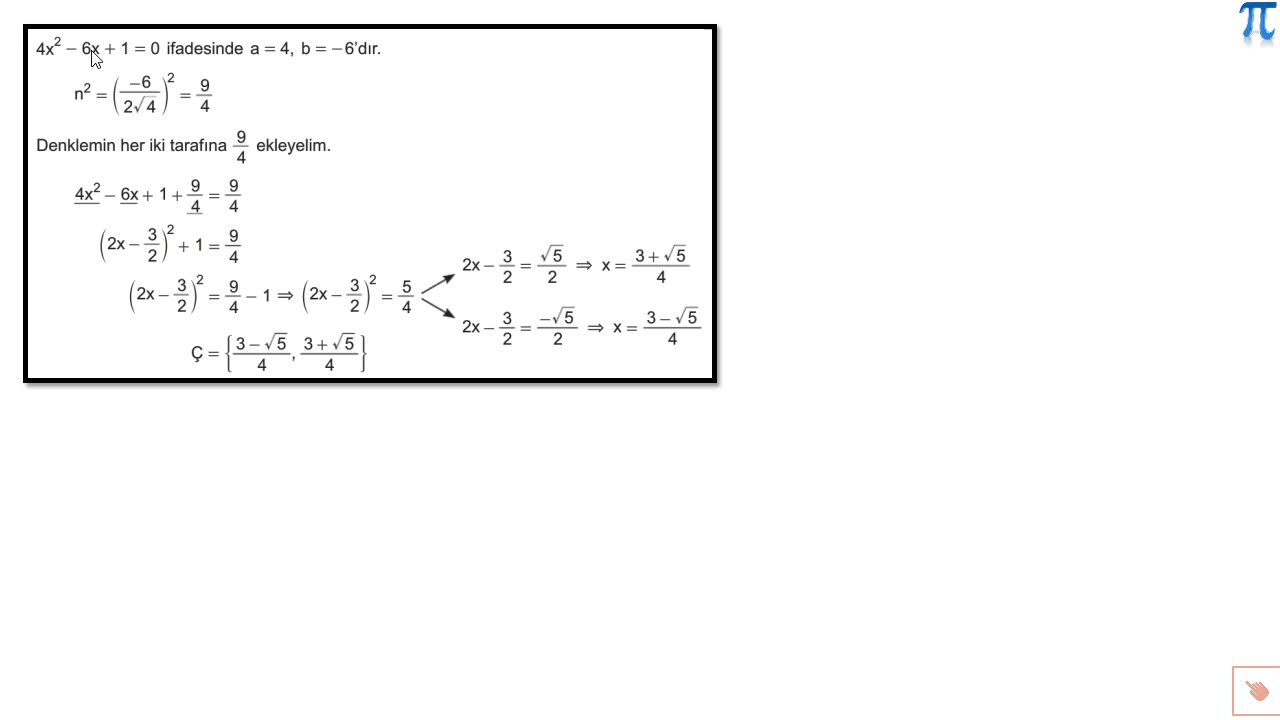 4x² − 6x + 1 = 0 ifadesinde a = 4, b = −6’dır.
n² = (−6 / 2√4)² = 9/4
Denklemin her iki tarafına 9/4 ekleyelim.
4x² − 6x + 1 + 9/4 = 9/4
(2x − 3/2)² + 1 = 9/4
(2x − 3/2)² = 9/4 − 1 ⇒ (2x − 3/2)² = 5/4
2x − 3/2 = √5/2 ⇒ x = (3 + √5)/4
2x − 3/2 = −√5/2 ⇒ x = (3 − √5)/4
Ç = {(3 − √5)/4, (3 + √5)/4}
π